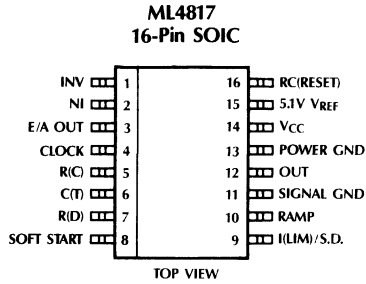 ML4817
16-Pin SOIC
INV 1 16 RC(RESET)
NI 2 15 5.1V VREF
E/A OUT 3 14 VCC
CLOCK 4 13 POWER GND
R(C) 5 12 OUT
C(T) 6 11 SIGNAL GND
R(D) 7 10 RAMP
SOFT START 8 9 I(LIM)/S.D.
TOP VIEW